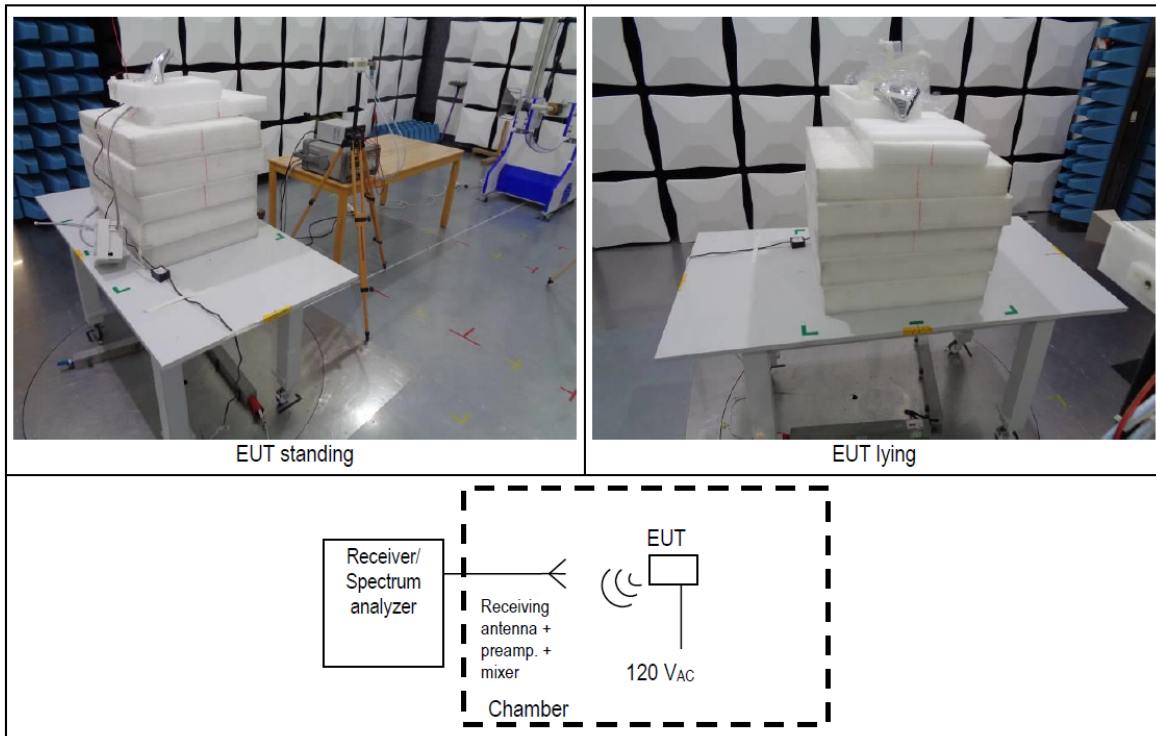 EUT standing
EUT lying
Receiver/
Spectrum
analyzer
EUT
Receiving
antenna +
preamp. +
mixer
120 VAC
Chamber